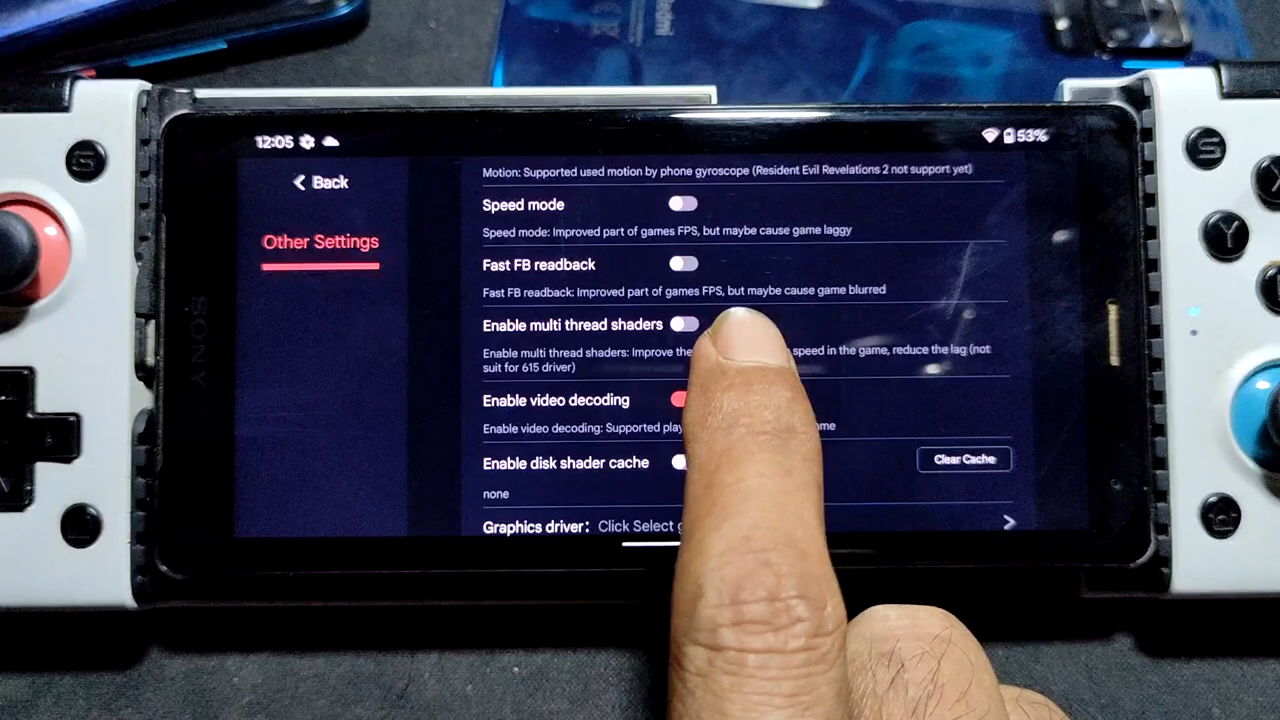 12:05
53%
Back
Other Settings
Motion: Supported used motion by phone gyroscope (Resident Evil Revelations 2 not support yet)
Speed mode
Speed mode: Improved part of games FPS, but maybe cause game laggy
Fast FB readback
Fast FB readback: Improved part of games FPS, but maybe cause game blurred
Enable multi thread shaders
Enable multi thread shaders: Improve the speed in the game, reduce the lag (not
suit for 615 driver)
Enable video decoding
Enable video decoding: Supported
Enable disk shader cache
Clear Cache
none
Graphics driver: Click Select
SONY
Y
X